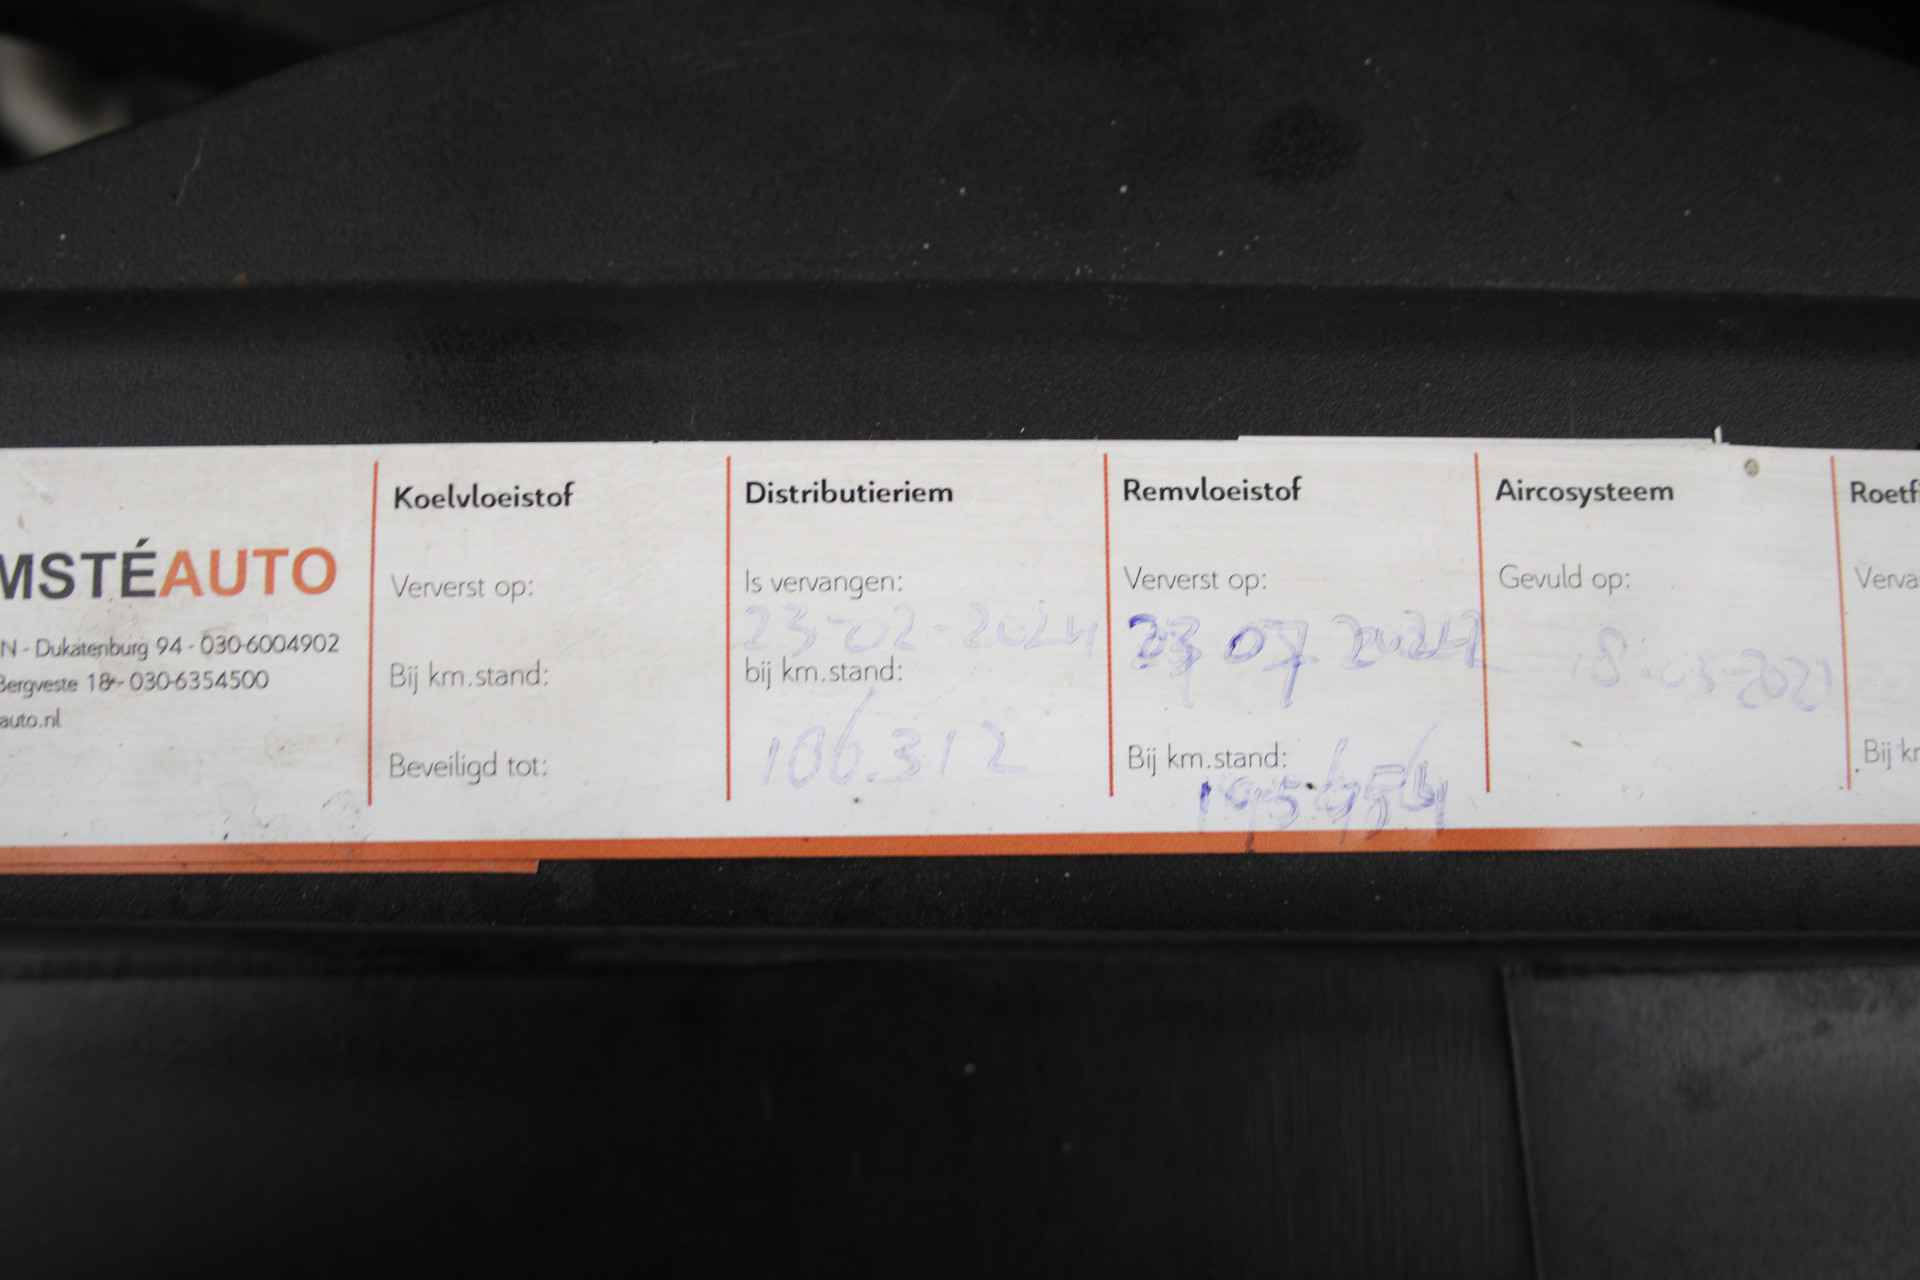 MSTÉAUTO
N - Dukatenburg 94 - 030-6004902
Bergveste 18 - 030-6354500
auto.nl
Koelvloeistof
Ververst op:
Bij km.stand:
Beveiligd tot:
Distributieriem
Is vervangen:
23-02-2024
bij km.stand:
106.312
Remvloeistof
Ververst op:
Bij km.stand:
Aircosysteem
Gevuld op:
Roetf
Verva
Bij kr